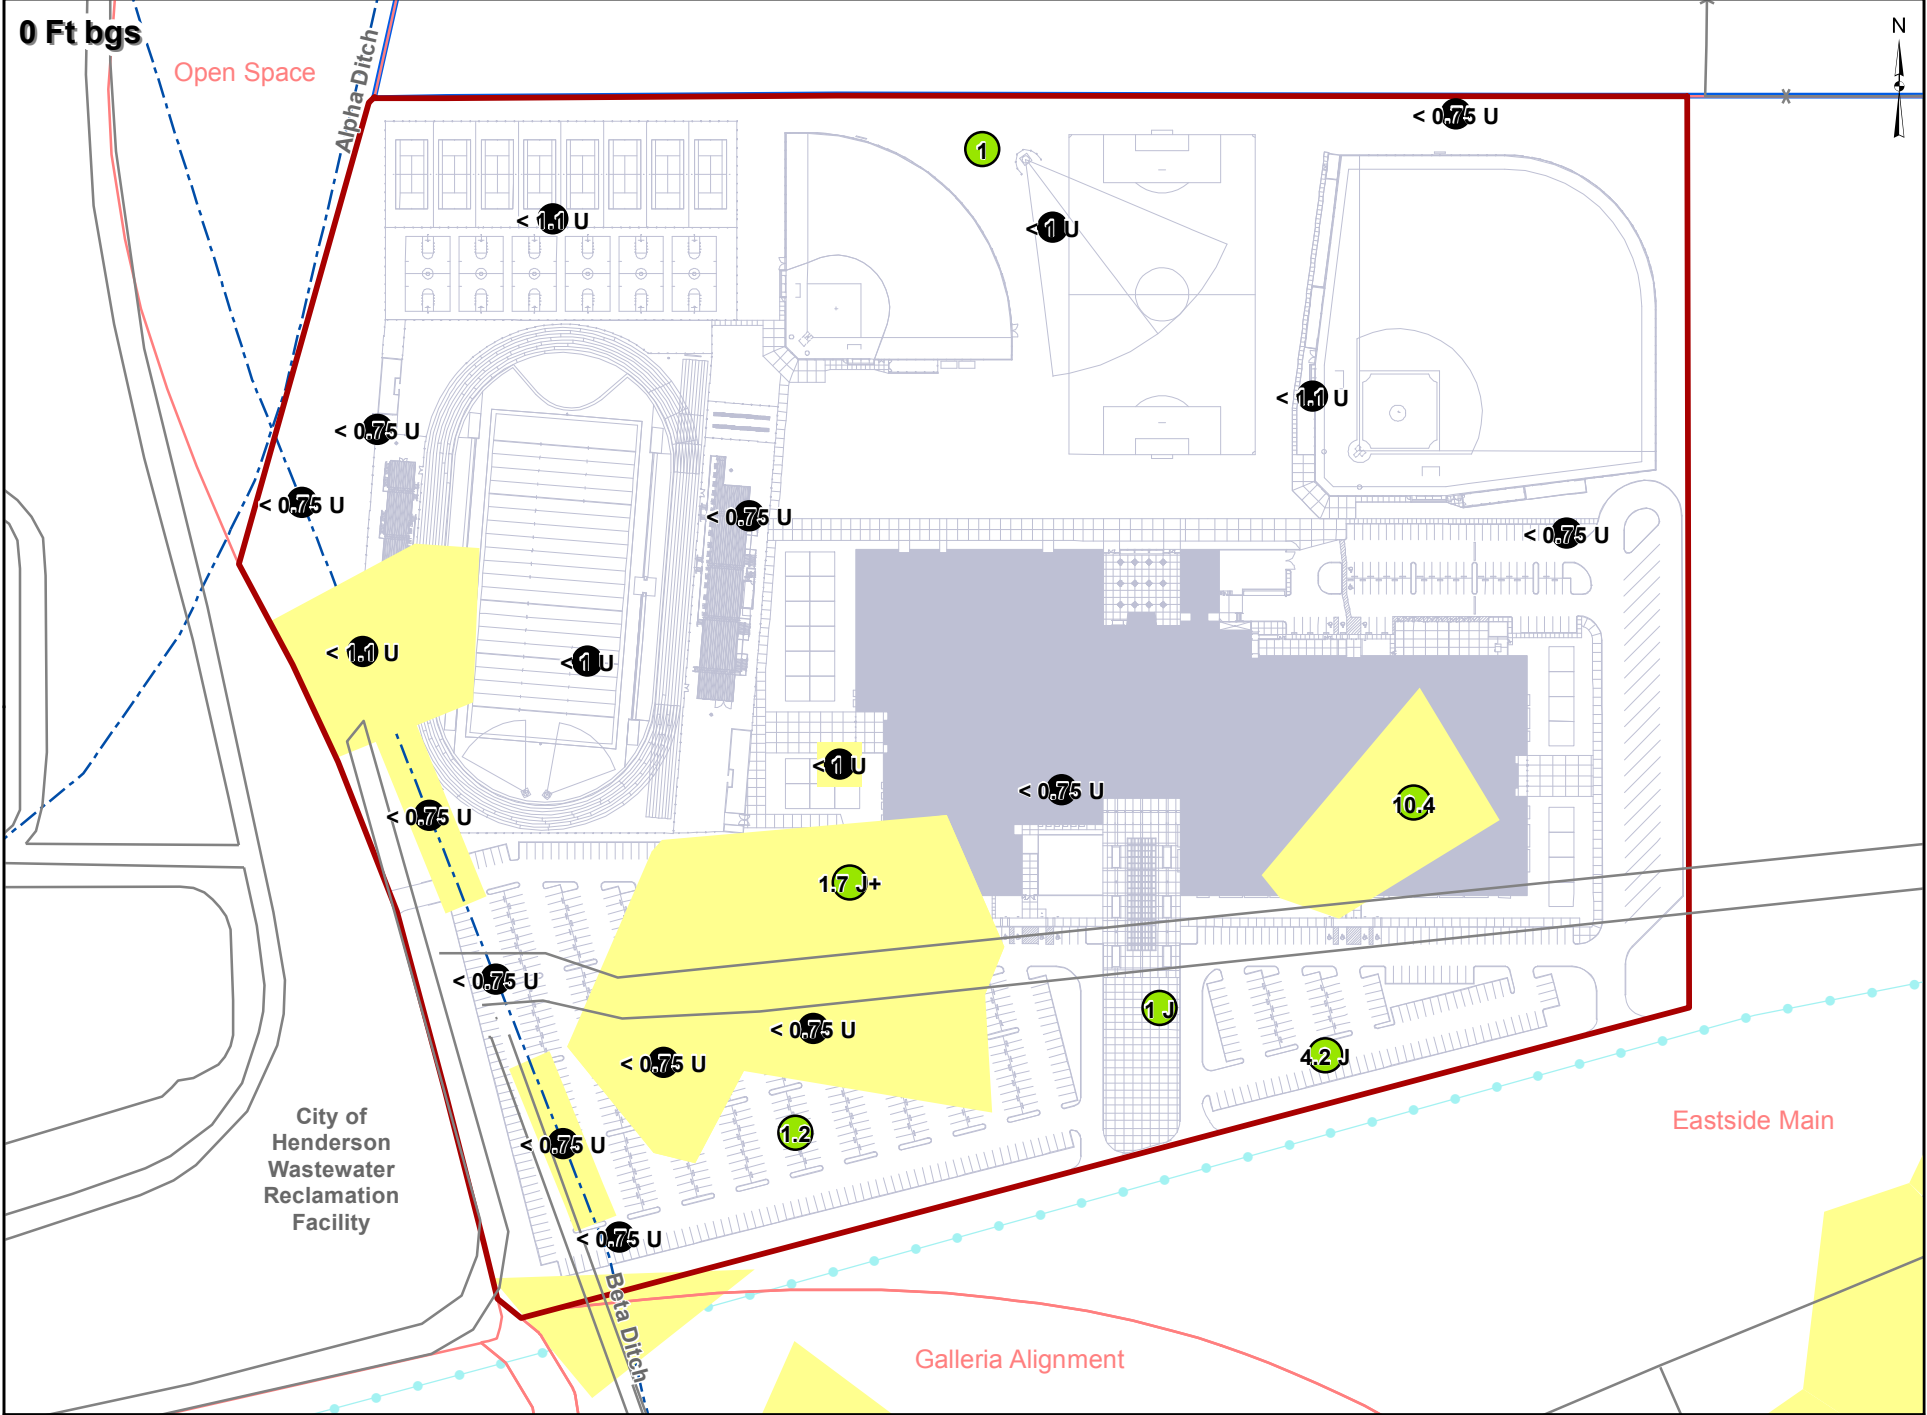 0 Ft bgs
N
Open Space
Alpha Ditch
< 0.75 U
1
< 1.1 U
< 1 U
< 1.1 U
< 0.75 U
< 0.75 U
< 0.75 U
< 0.75 U
< 1.1 U
< 1 U
< 1 U
< 0.75 U
10.4
< 0.75 U
1.7 J+
< 0.75 U
1 J
< 0.75 U
4.2 J
< 0.75 U
1.2
< 0.75 U
< 0.75 U
City of
Henderson
Wastewater
Reclamation
Facility
Eastside Main
Beta Ditch
Galleria Alignment